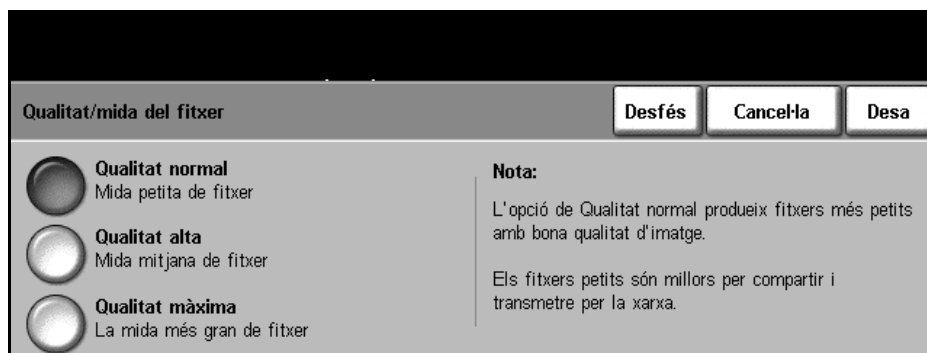 Qualitat/mida del fitxer
Desfés
Cancel·la
Desa
Qualitat normal
Mida petita de fitxer
Qualitat alta
Mida mitjana de fitxer
Qualitat màxima
La mida més gran de fitxer
Nota:
L'opció de Qualitat normal produeix fitxers més petits
amb bona qualitat d'imatge.
Els fitxers petits són millors per compartir i
transmetre per la xarxa.